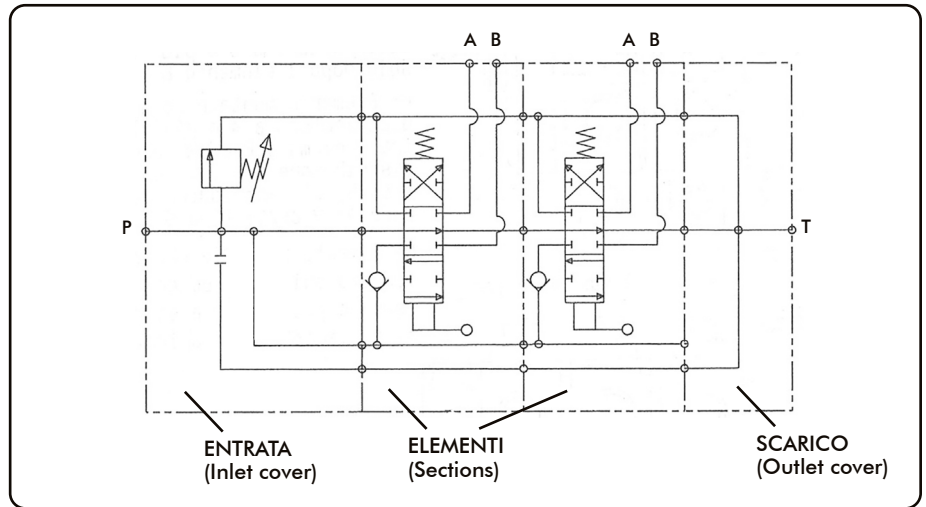 A B A B
P T
ENTRATA
(Inlet cover)
ELEMENTI
(Sections)
SCARICO
(Outlet cover)